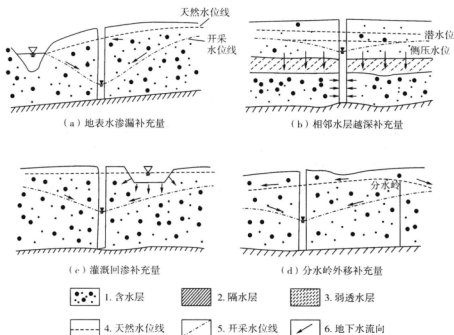 天然水位线
开采
水位线
(a)地表水渗漏补充量
潜水位
侧压水位
(b)相邻水层越深补充量
(c)灌溉回渗补充量
分水岭
(d)分水岭外移补充量
1. 含水层
2. 隔水层
3. 弱透水层
4. 天然水位线
5. 开采水位线
6. 地下水流向